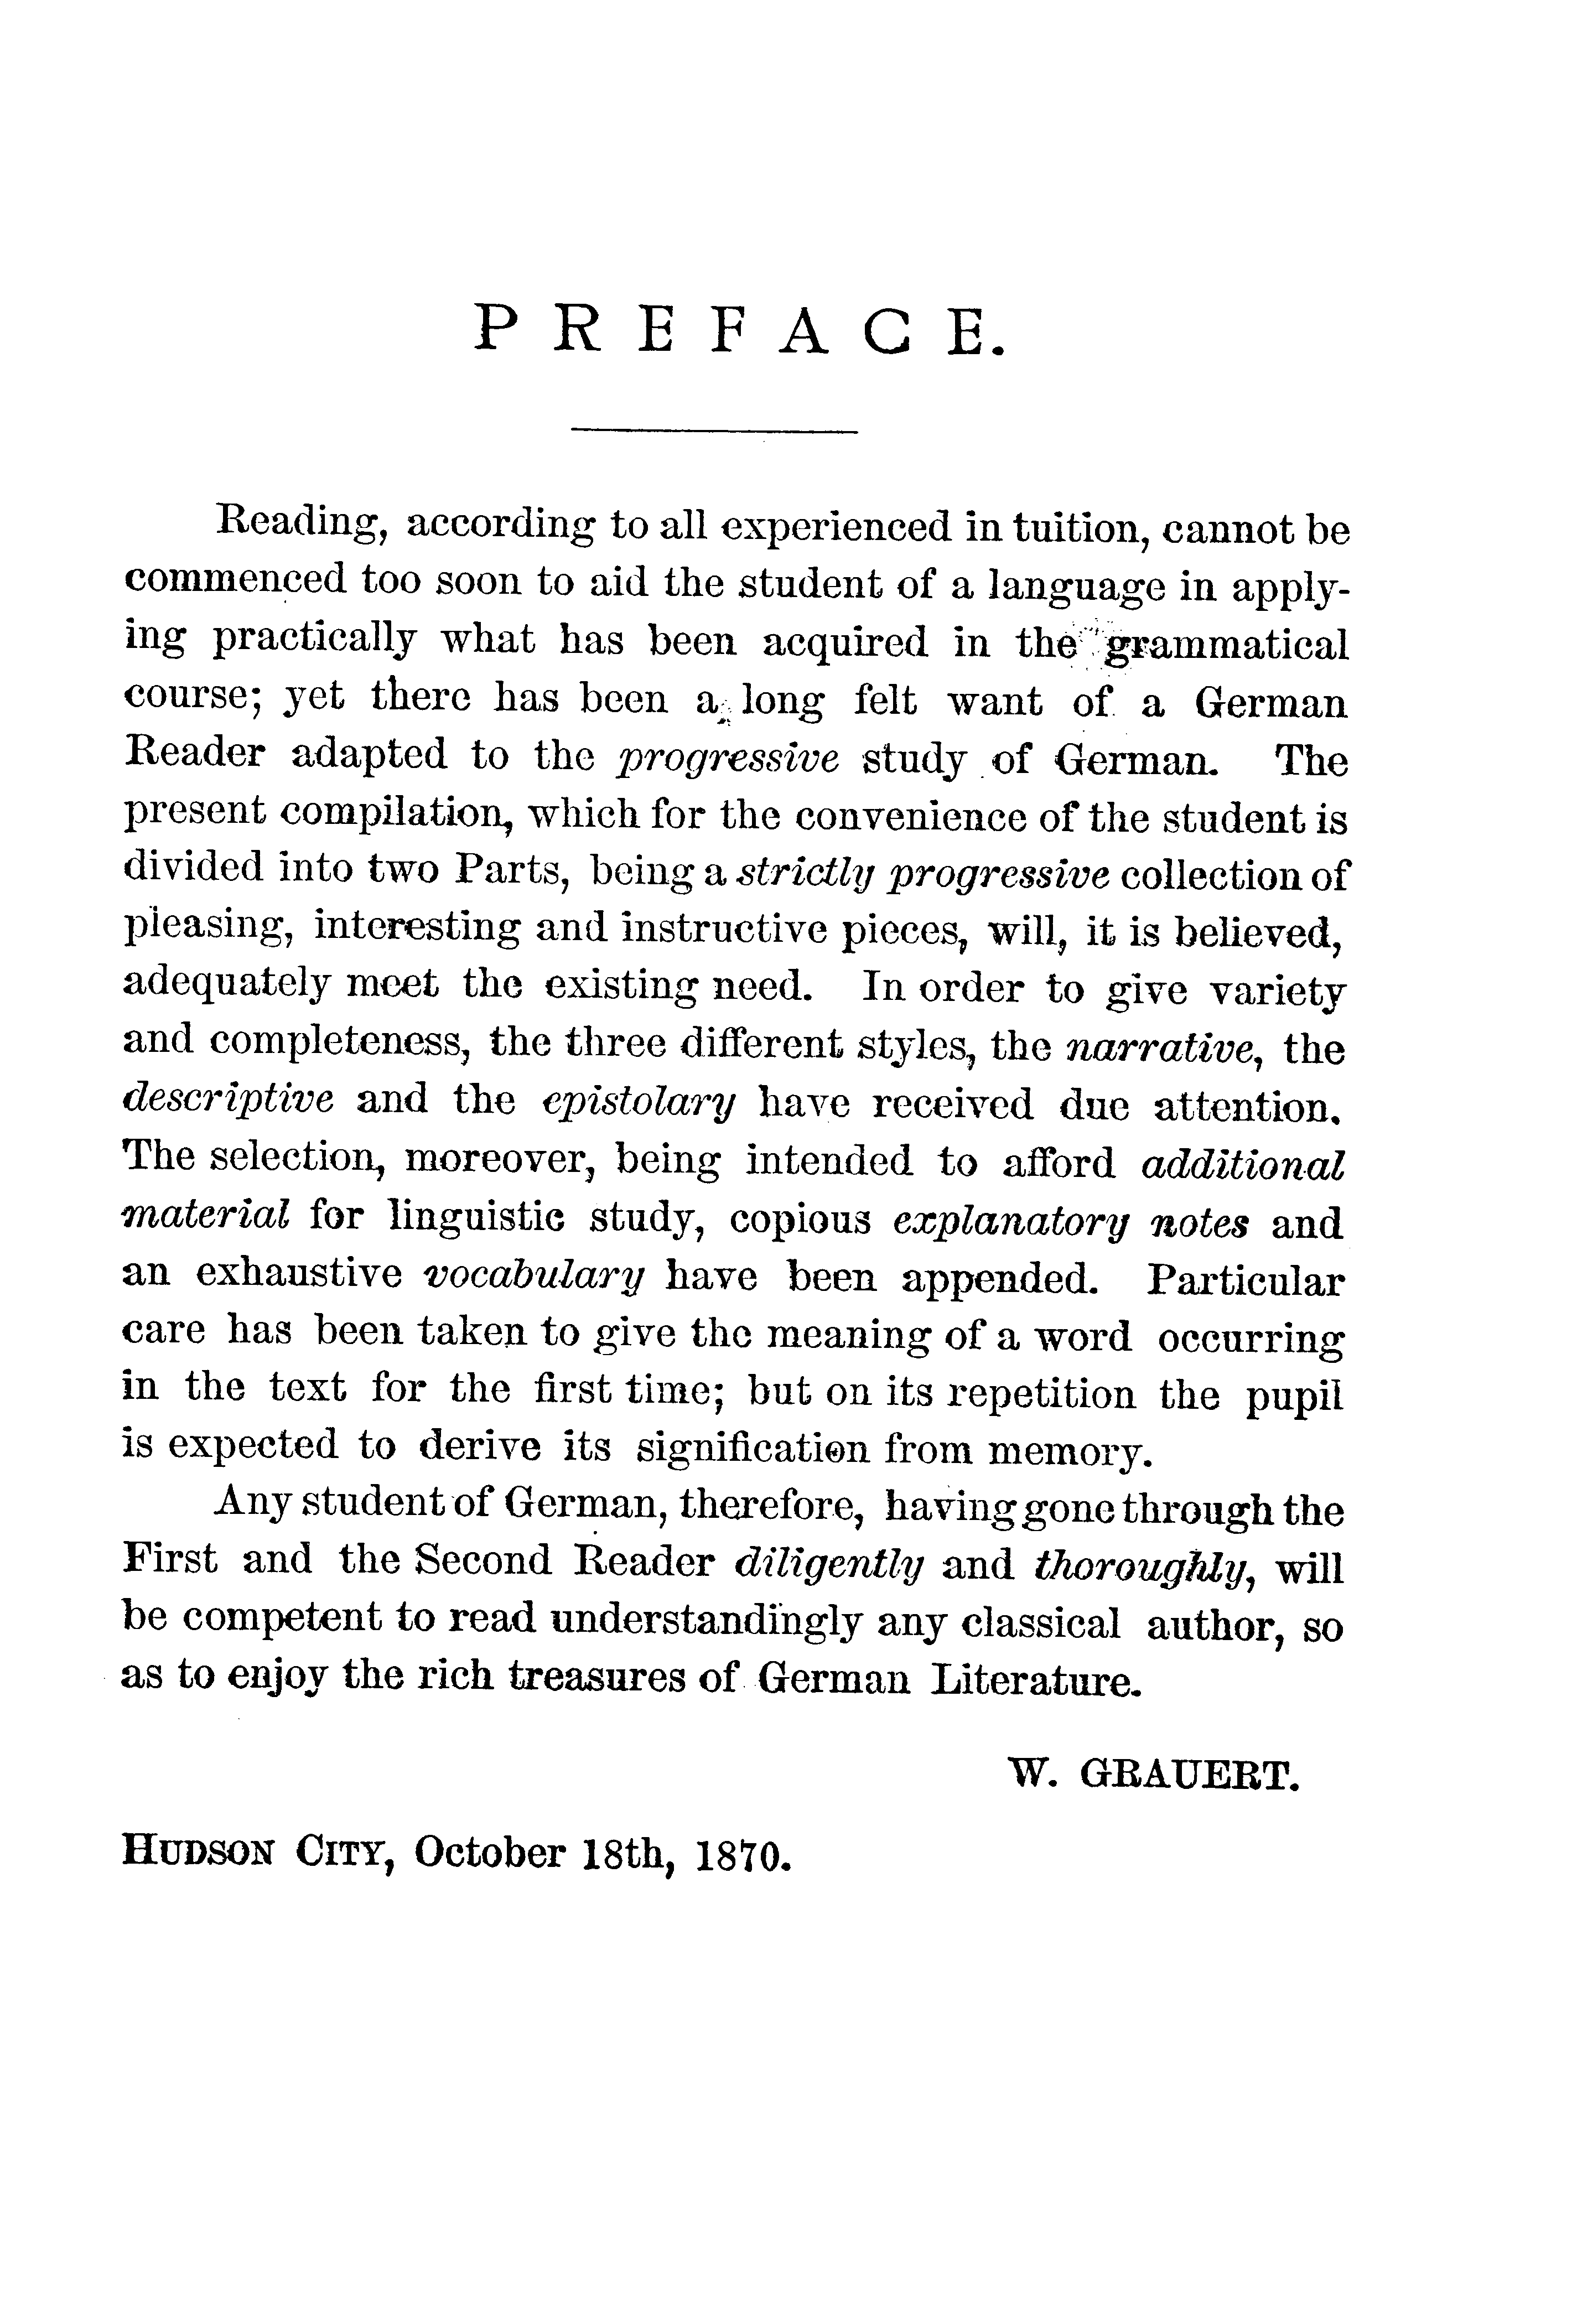 PREFACE.
Reading, according to all experienced in tuition, cannot be
commenced too soon to aid the student of a language in apply-
ing practically what has been acquired in the grammatical
course; yet there has been a long felt want of a German
Reader adapted to the progressive study of German. The
present compilation, which for the convenience of the student is
divided into two Parts, being a strictly progressive collection of
pleasing, interesting and instructive pieces, will, it is believed,
adequately meet the existing need. In order to give variety
and completeness, the three different styles, the narrative, the
descriptive and the epistolary have received due attention.
The selection, moreover, being intended to afford additional
material for linguistic study, copious explanatory notes and
an exhaustive vocabulary have been appended. Particular
care has been taken to give the meaning of a word occurring
in the text for the first time; but on its repetition the pupil
is expected to derive its signification from memory.
Any student of German, therefore, having gone through the
First and the Second Reader diligently and thoroughly, will
be competent to read understandingly any classical author, so
as to enjoy the rich treasures of German Literature.
W. GRAUERT.
HUDSON CITY, October 18th, 1870.